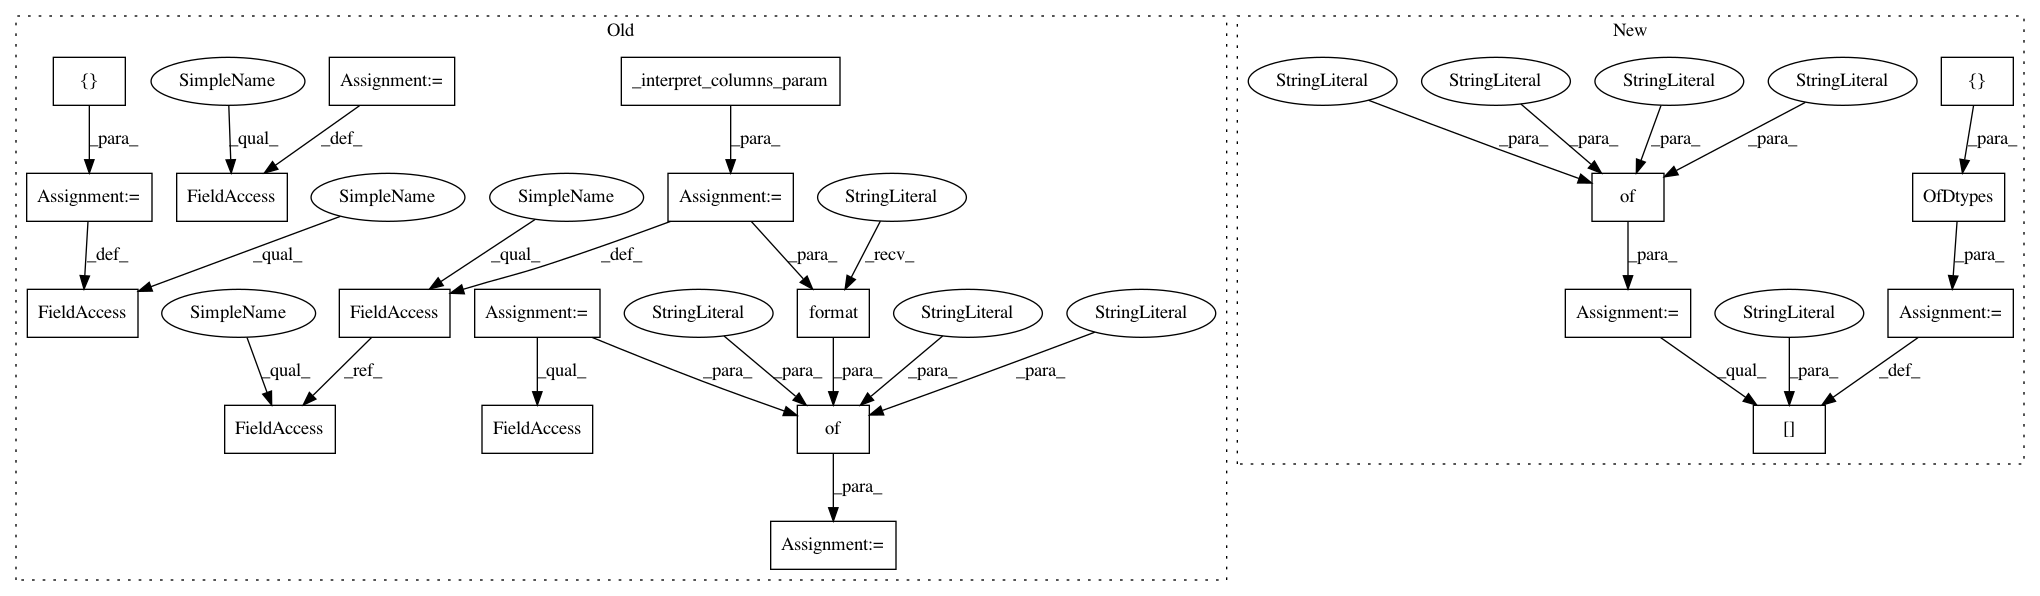 Old
New
{}
SimpleName
Assignment:=
_interpret_columns_param
StringLiteral
StringLiteral
StringLiteral
StringLiteral
{}
_para_
_qual_
_def_
_para_
_para_
_para_
_para_
_para_
_para_
Assignment:=
FieldAccess
SimpleName
SimpleName
Assignment:=
StringLiteral
of
OfDtypes
_def_
_qual_
_qual_
_def_
_para_
_recv_
_para_
_para_
FieldAccess
SimpleName
FieldAccess
Assignment:=
StringLiteral
format
StringLiteral
StringLiteral
Assignment:=
StringLiteral
Assignment:=
_qual_
_ref_
_qual_
_para_
_para_
_para_
_para_
_para_
_qual_
_para_
_def_
FieldAccess
FieldAccess
of
[]
_para_
Assignment:=